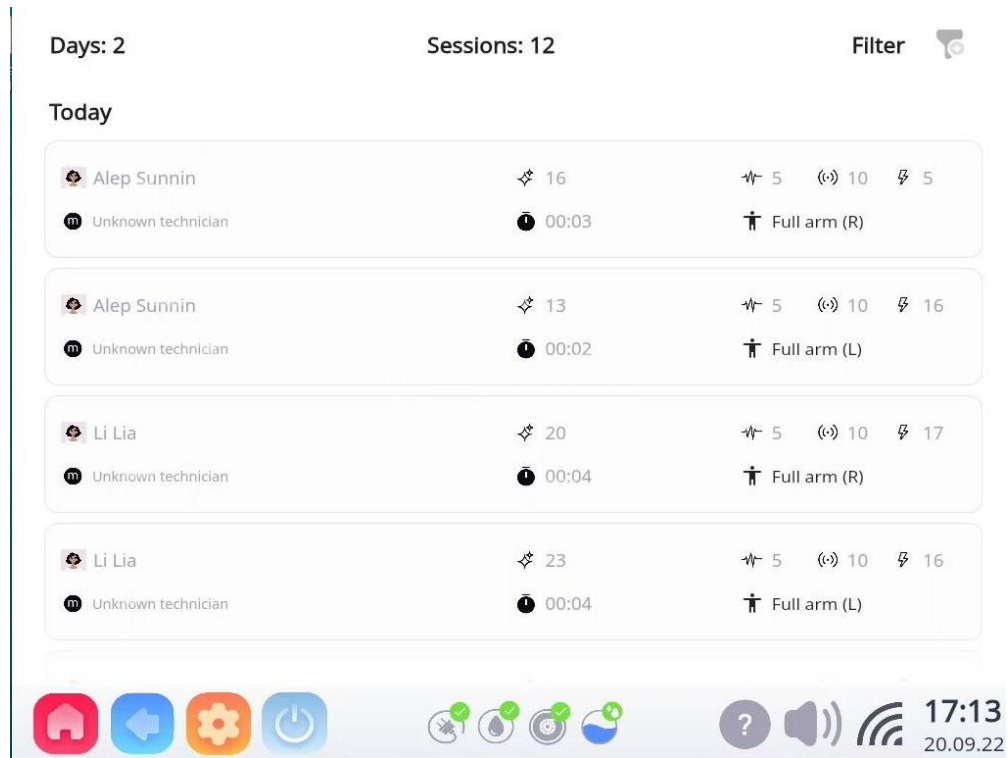 Days: 2 Sessions: 12 Filter
Today
Alep Sunnin 16 5 10 5
m Unknown technician 00:03 Full arm (R)
Alep Sunnin 13 5 10 16
m Unknown technician 00:02 Full arm (L)
Li Lia 20 5 10 17
m Unknown technician 00:04 Full arm (R)
Li Lia 23 5 10 16
m Unknown technician 00:04 Full arm (L)
? 17:13
20.09.22